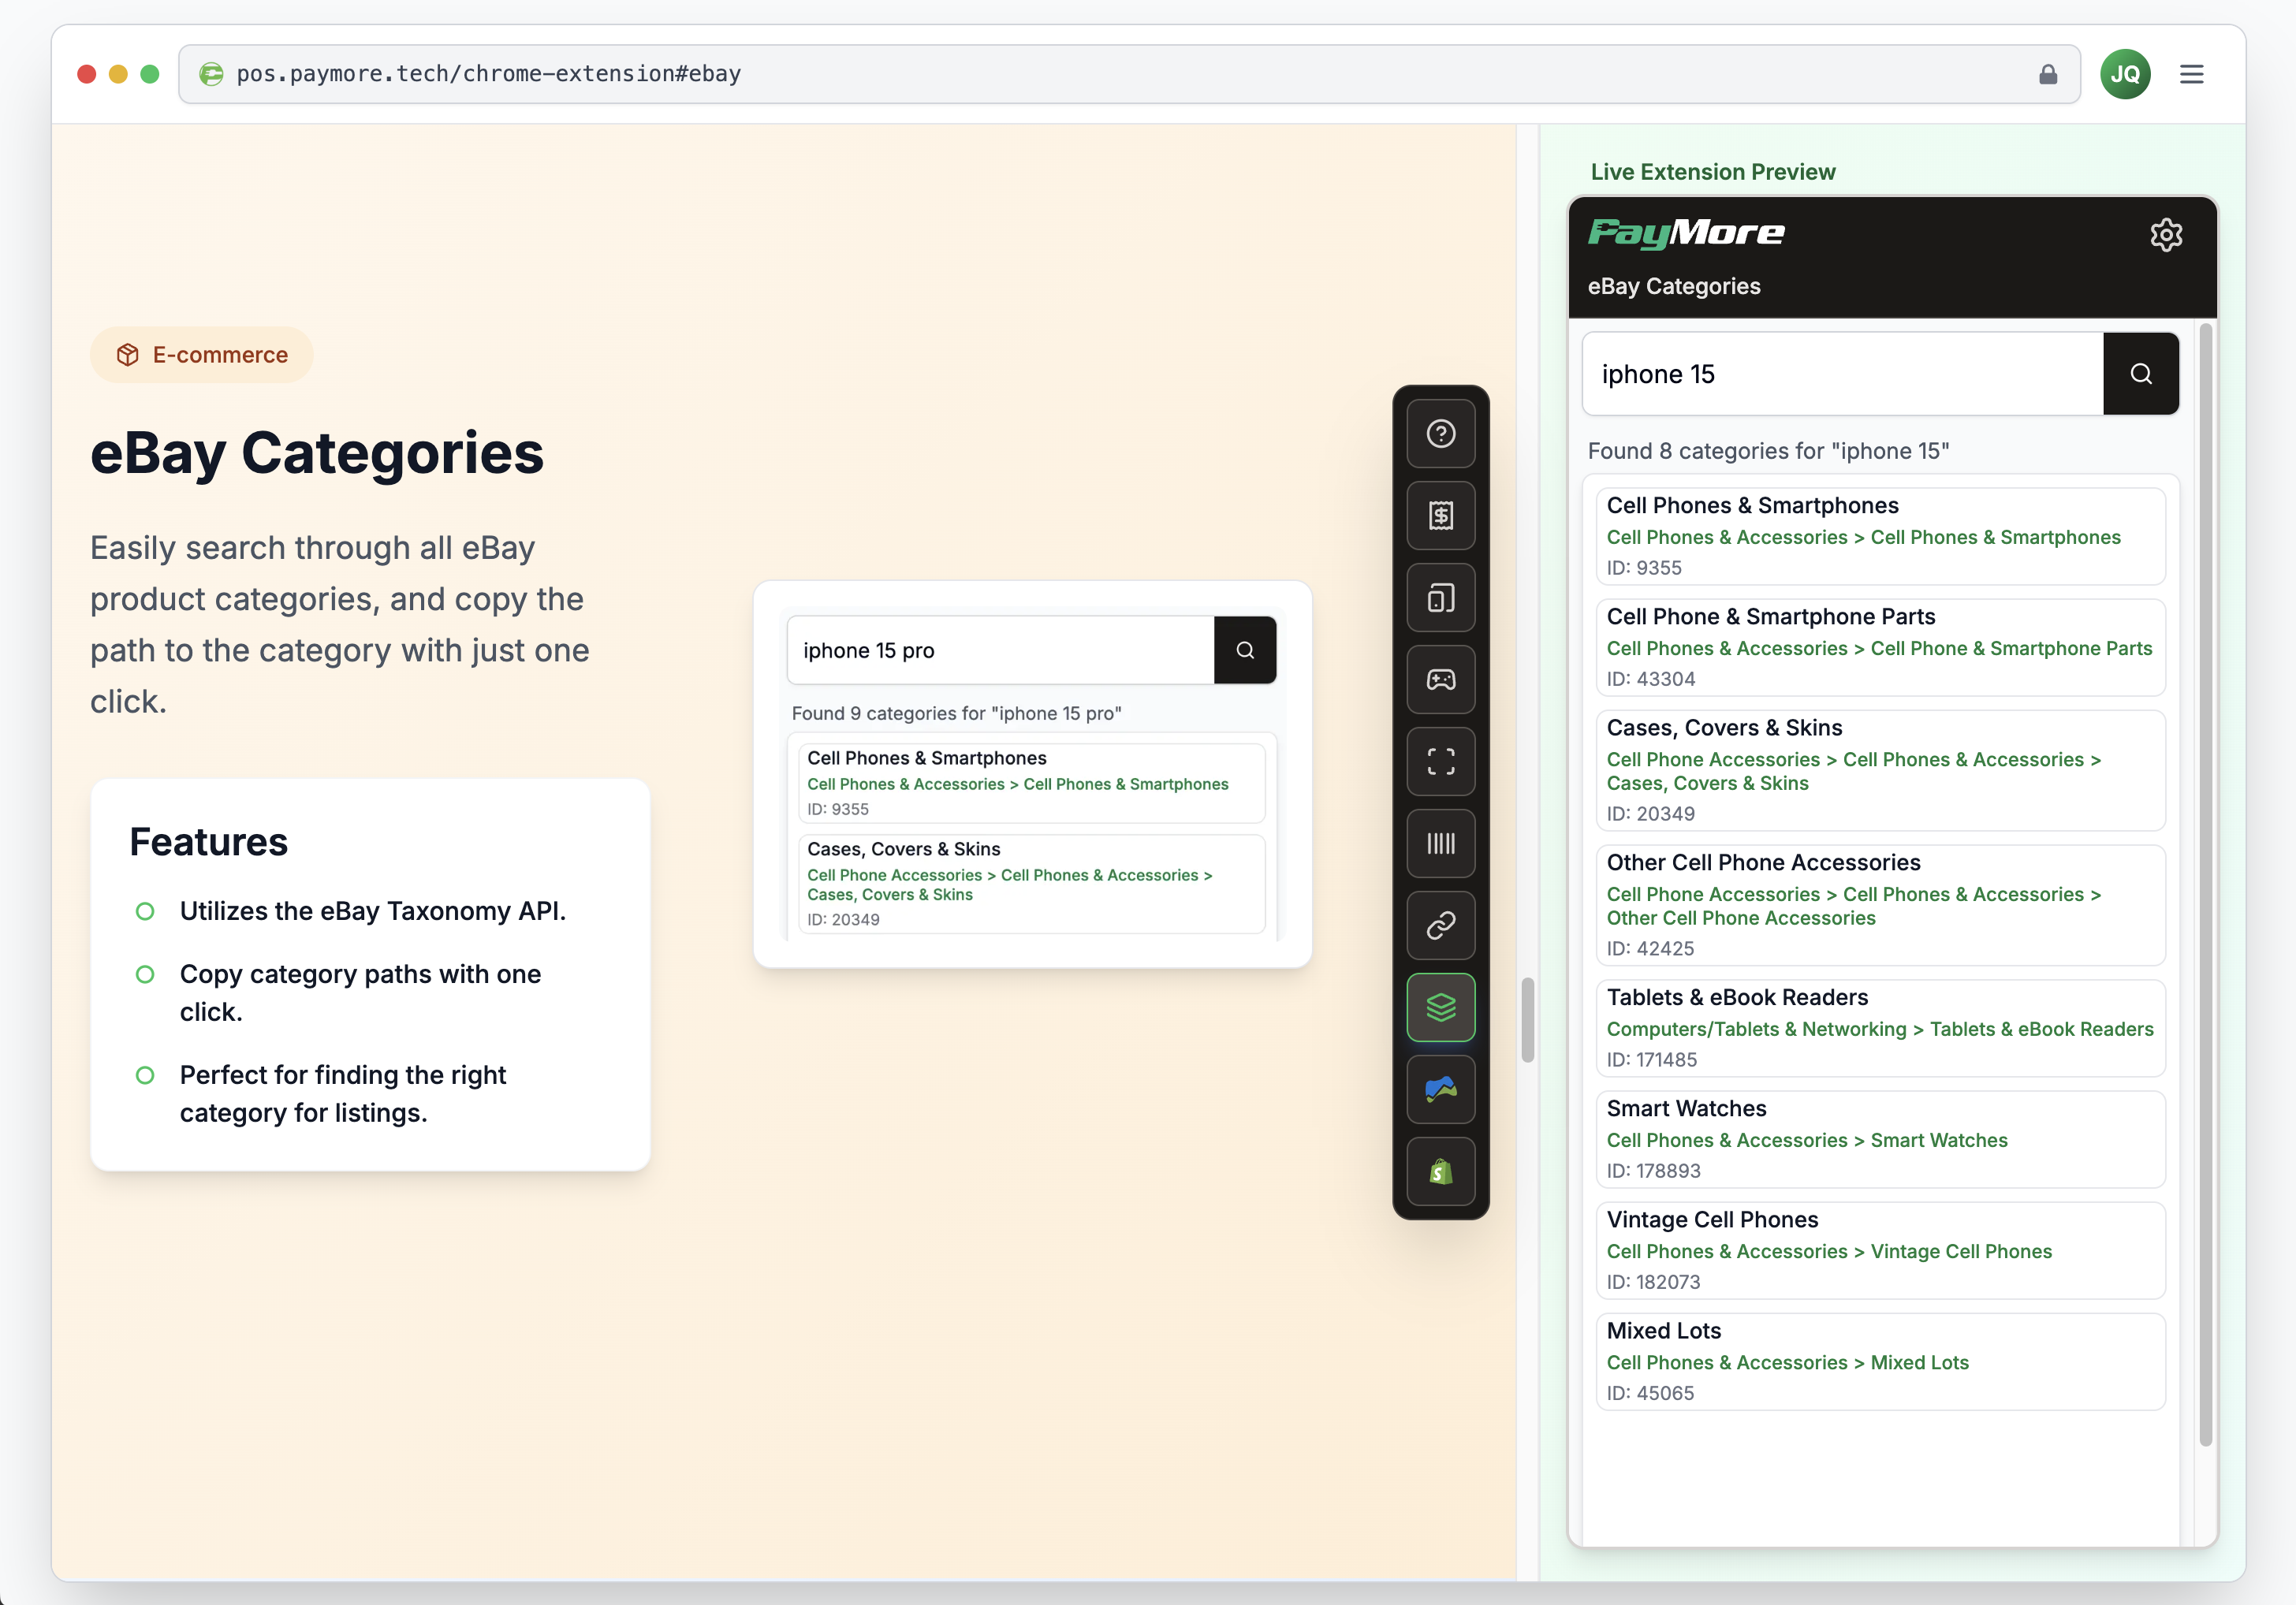 pos.paymore.tech/chrome-extension#ebay
JQ
E-commerce
eBay Categories
Easily search through all eBay
product categories, and copy the
path to the category with just one
click.
Features
Utilizes the eBay Taxonomy API.
Copy category paths with one
click.
Perfect for finding the right
category for listings.
iphone 15 pro
Found 9 categories for "iphone 15 pro"
Cell Phones & Smartphones
Cell Phones & Accessories > Cell Phones & Smartphones
ID: 9355
Cases, Covers & Skins
Cell Phone Accessories > Cell Phones & Accessories >
Cases, Covers & Skins
ID: 20349
Live Extension Preview
PayMore
eBay Categories
iphone 15
Found 8 categories for "iphone 15"
Cell Phones & Smartphones
Cell Phones & Accessories > Cell Phones & Smartphones
ID: 9355
Cell Phone & Smartphone Parts
Cell Phones & Accessories > Cell Phone & Smartphone Parts
ID: 43304
Cases, Covers & Skins
Cell Phone Accessories > Cell Phones & Accessories >
Cases, Covers & Skins
ID: 20349
Other Cell Phone Accessories
Cell Phone Accessories > Cell Phones & Accessories >
Other Cell Phone Accessories
ID: 42425
Tablets & eBook Readers
Computers/Tablets & Networking > Tablets & eBook Readers
ID: 171485
Smart Watches
Cell Phones & Accessories > Smart Watches
ID: 178893
Vintage Cell Phones
Cell Phones & Accessories > Vintage Cell Phones
ID: 182073
Mixed Lots
Cell Phones & Accessories > Mixed Lots
ID: 45065